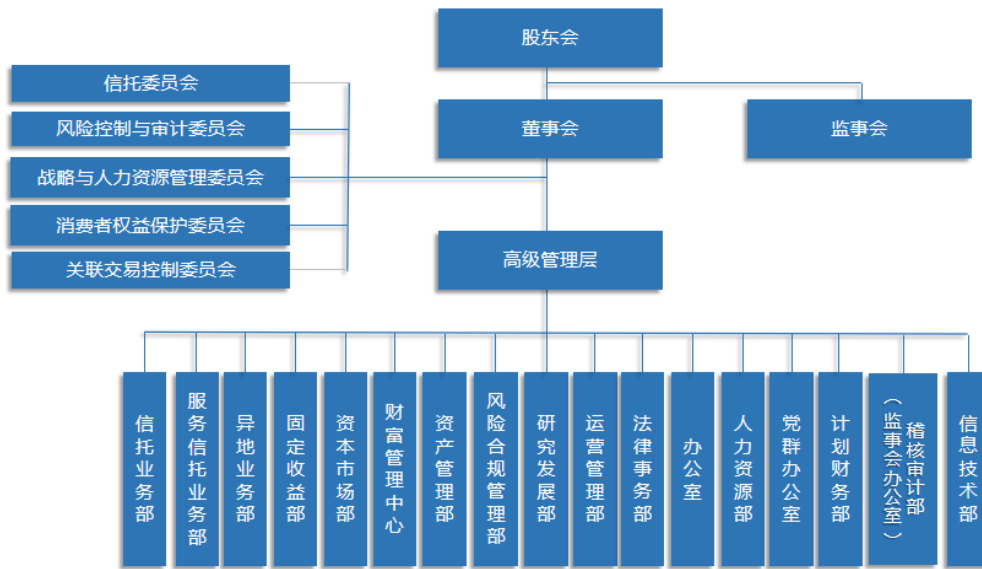 股东会
信托委员会
风险控制与审计委员会
战略与人力资源管理委员会
消费者权益保护委员会
关联交易控制委员会
董事会
监事会
高级管理层
信托业务部
服务信托业务部
异地业务部
固定收益部
资本市场部
财富管理中心
资产管理部
风险合规管理部
研究发展部
运营管理部
法律事务部
办公室
人力资源部
党群办公室
计划财务部
稽核审计部
（监事会办公室）
信息技术部